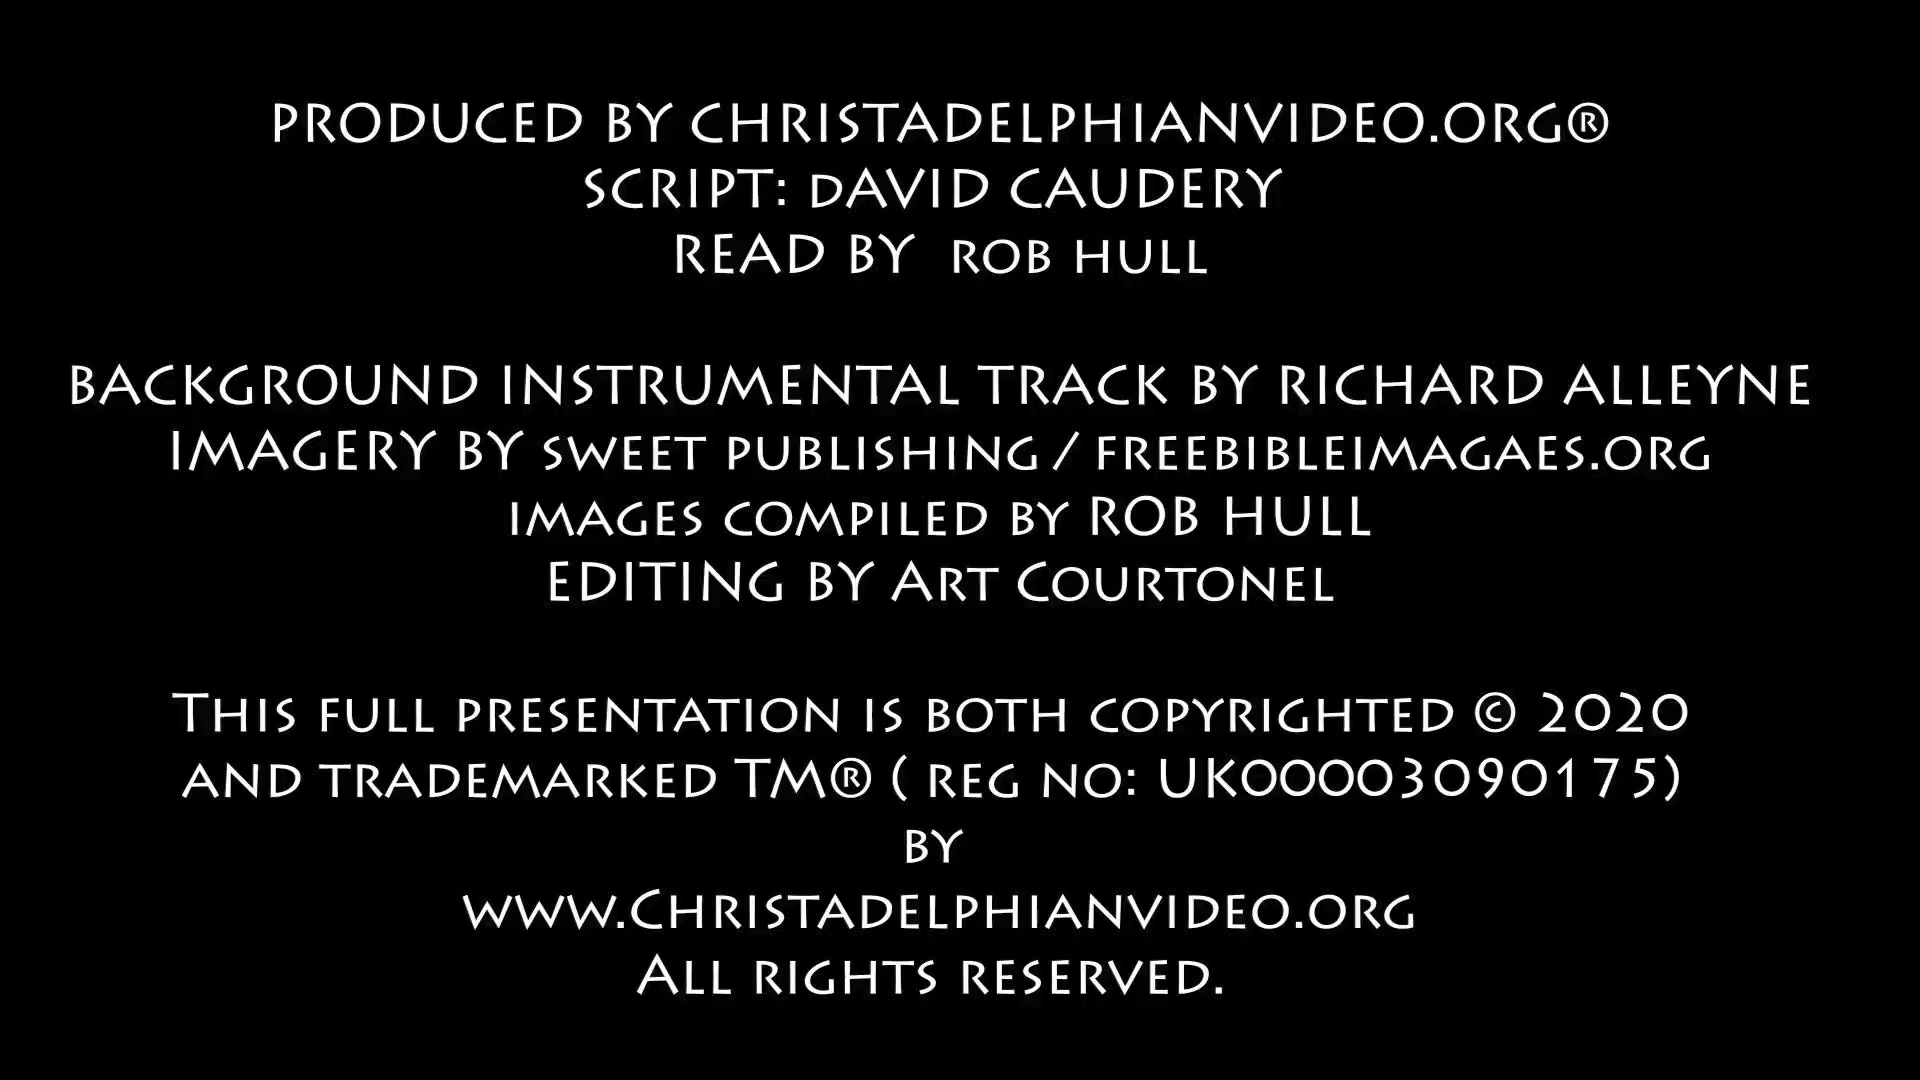 PRODUCED BY CHRISTADELPHIANVIDEO.ORG®
SCRIPT: dAVID CAUDERY
READ BY rob hull
BACKGROUND INSTRUMENTAL TRACK BY RICHARD ALLEYNE
IMAGERY BY sweet publishing / freebibleimagaes.org
images compiled by ROB HULL
EDITING BY Art Courtonel
This full presentation is both copyrighted © 2020
and trademarked TM® ( reg no: UK00003090175)
by
www.Christadelphianvideo.org
All rights reserved.